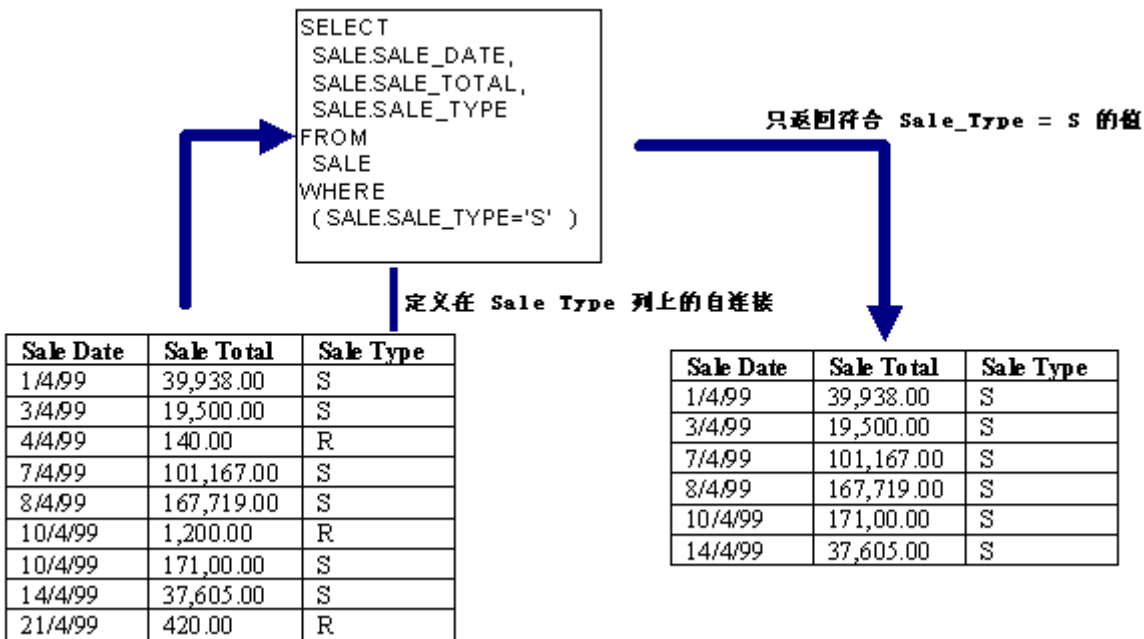 SELECT
SALE.SALE_DATE,
SALE.SALE_TOTAL,
SALE.SALE_TYPE
FROM
SALE
WHERE
( SALE.SALE_TYPE='S' )
只返回符合 Sale_Type = S 的值
定义在 Sale Type 列上的自连接
Sale Date Sale Total Sale Type
1/4/99 39,938.00 S
3/4/99 19,500.00 S
4/4/99 140.00 R
7/4/99 101,167.00 S
8/4/99 167,719.00 S
10/4/99 1,200.00 R
10/4/99 171,00.00 S
14/4/99 37,605.00 S
21/4/99 420.00 R
Sale Date Sale Total Sale Type
1/4/99 39,938.00 S
3/4/99 19,500.00 S
7/4/99 101,167.00 S
8/4/99 167,719.00 S
10/4/99 171,00.00 S
14/4/99 37,605.00 S